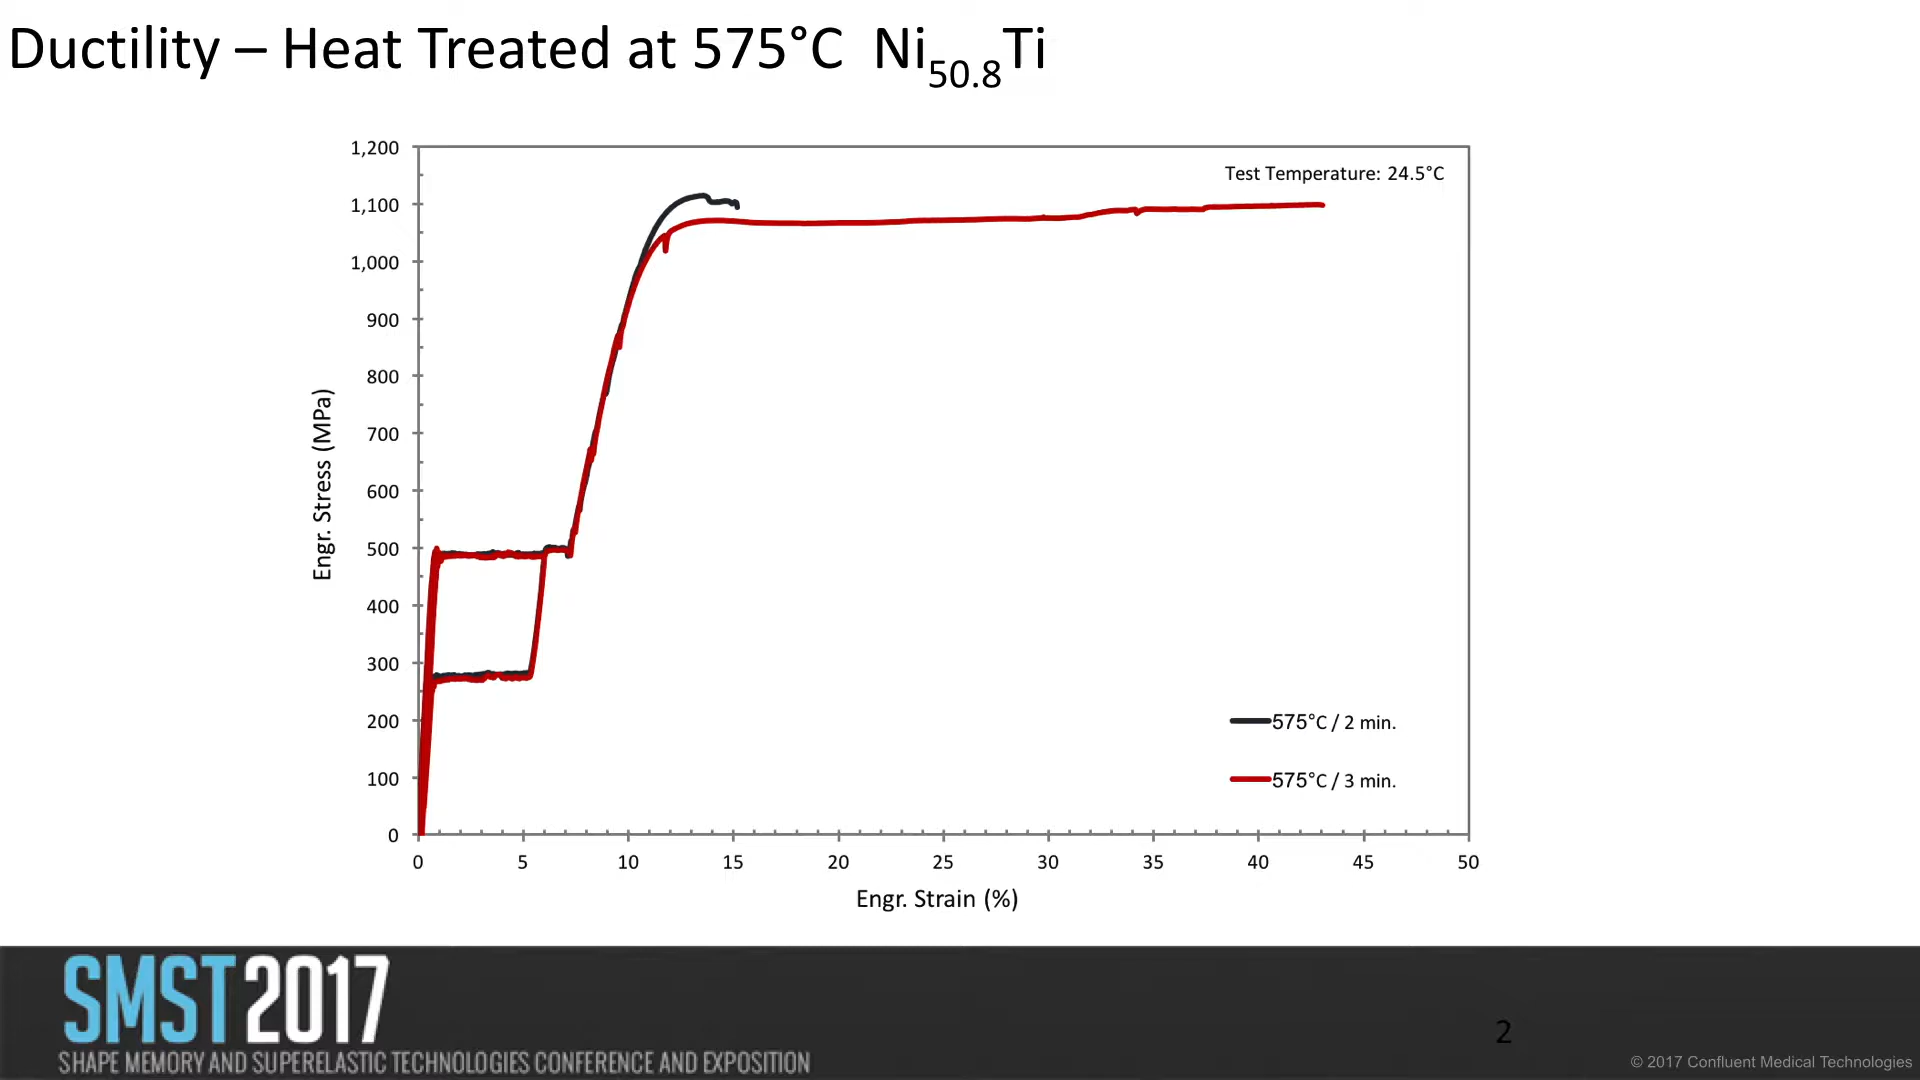 Ductility – Heat Treated at 575°C Ni50.8Ti
1,200
1,100
1,000
900
800
700
600
500
400
300
200
100
0
Engr. Stress (MPa)
Test Temperature: 24.5°C
575°C / 2 min.
575°C / 3 min.
0 5 10 15 20 25 30 35 40 45 50
Engr. Strain (%)
SMST2017
SHAPE MEMORY AND SUPERELASTIC TECHNOLOGIES CONFERENCE AND EXPOSITION
2
© 2017 Confluent Medical Technologies